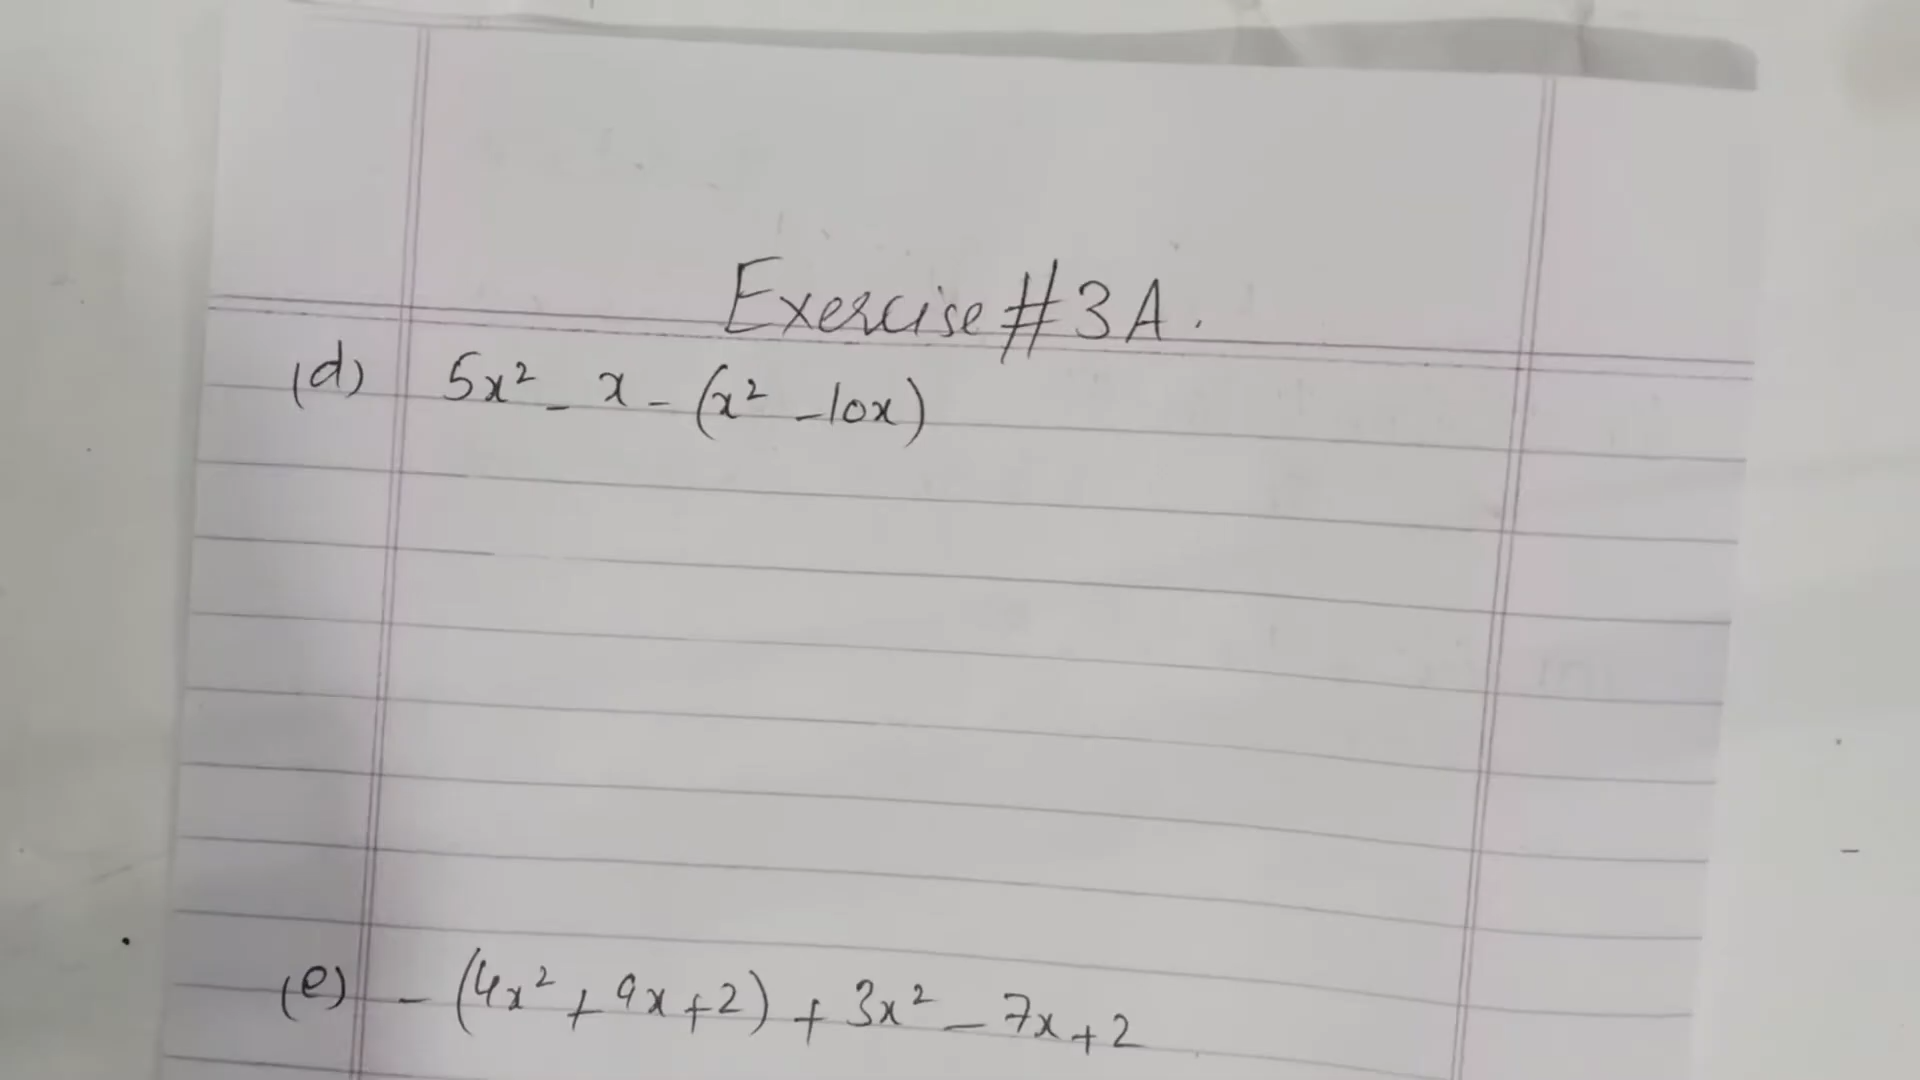 Exercise # 3A.
(d) 5x² - x - (x² - 10x)
(e) - (4x² + 9x + 2) + 3x² - 7x + 2